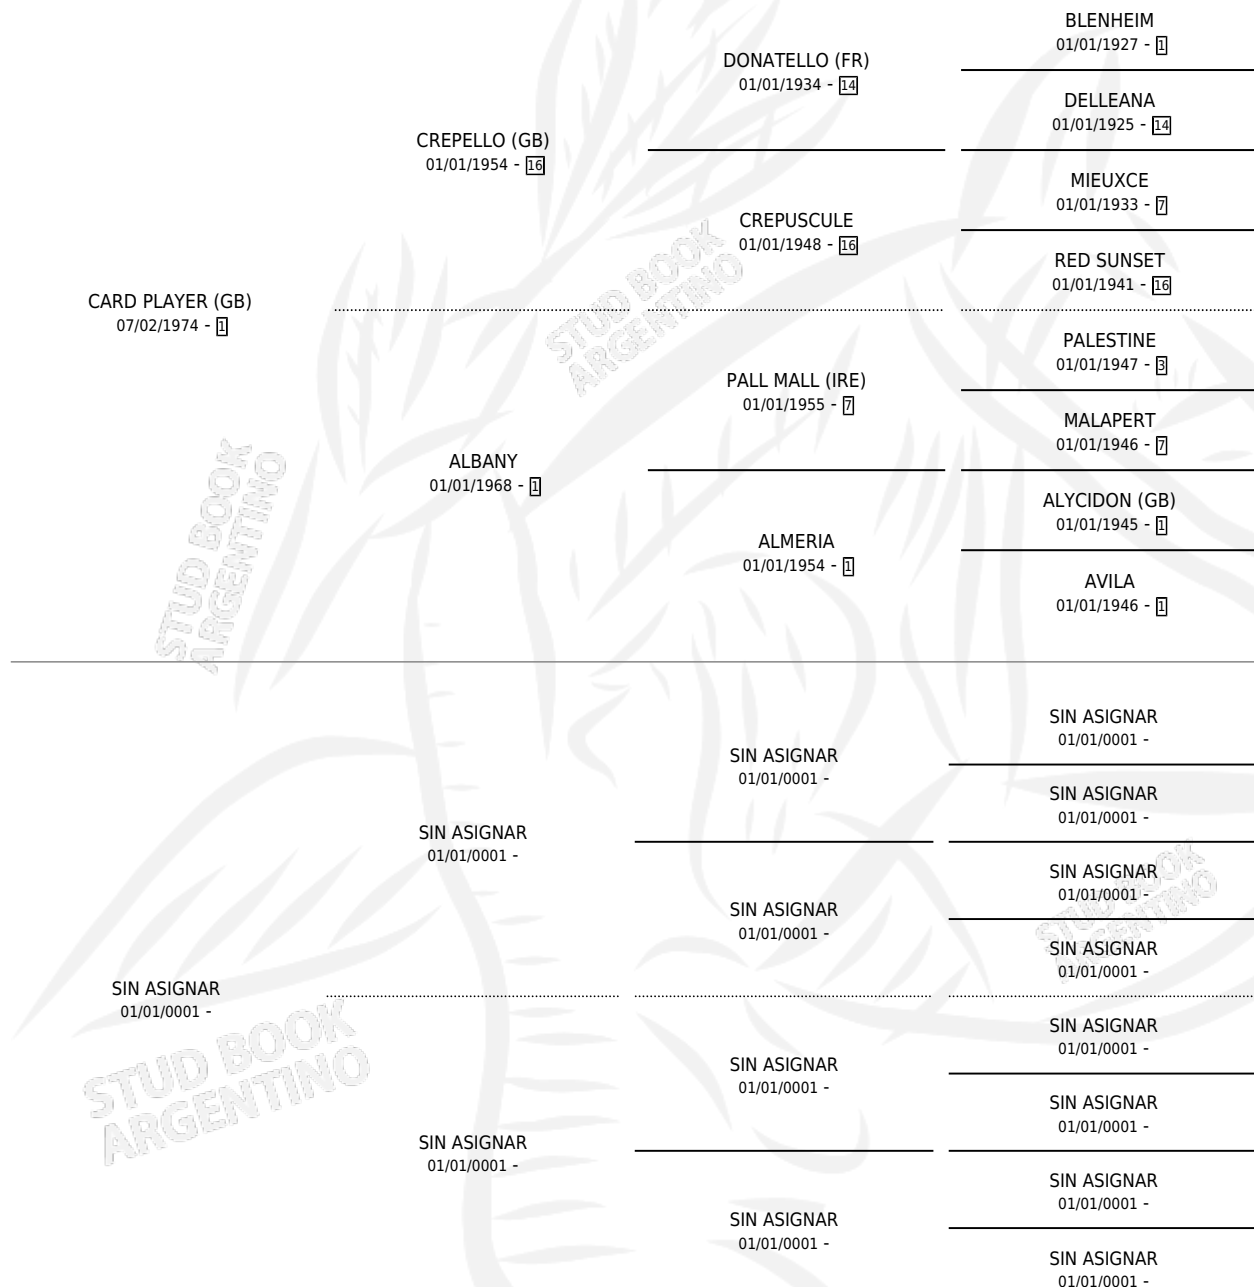 BLENHEIM
01/01/1927 - 1
DONATELLO (FR)
01/01/1934 - 14
DELLEANA
01/01/1925 - 14
CREPELLO (GB)
01/01/1954 - 16
MIEUXCE
01/01/1933 - 7
CREPUSCULE
01/01/1948 - 16
RED SUNSET
01/01/1941 - 16
CARD PLAYER (GB)
07/02/1974 - 1
STUD BOOK
ARGENTINO
PALESTINE
01/01/1947 - 3
PALL MALL (IRE)
01/01/1955 - 7
MALAPERT
01/01/1946 - 7
ALBANY
01/01/1968 - 1
ALYCIDON (GB)
01/01/1945 - 1
ALMERIA
01/01/1954 - 1
AVILA
01/01/1946 - 1
STUD BOOK
ARGENTINO
SIN ASIGNAR
01/01/0001 -
SIN ASIGNAR
01/01/0001 -
SIN ASIGNAR
01/01/0001 -
SIN ASIGNAR
01/01/0001 -
SIN ASIGNAR
01/01/0001 -
SIN ASIGNAR
01/01/0001 -
SIN ASIGNAR
01/01/0001 -
STUD BOOK
ARGENTINO
SIN ASIGNAR
01/01/0001 -
STUD BOOK
ARGENTINO
SIN ASIGNAR
01/01/0001 -
SIN ASIGNAR
01/01/0001 -
SIN ASIGNAR
01/01/0001 -
SIN ASIGNAR
01/01/0001 -
SIN ASIGNAR
01/01/0001 -
SIN ASIGNAR
01/01/0001 -
SIN ASIGNAR
01/01/0001 -